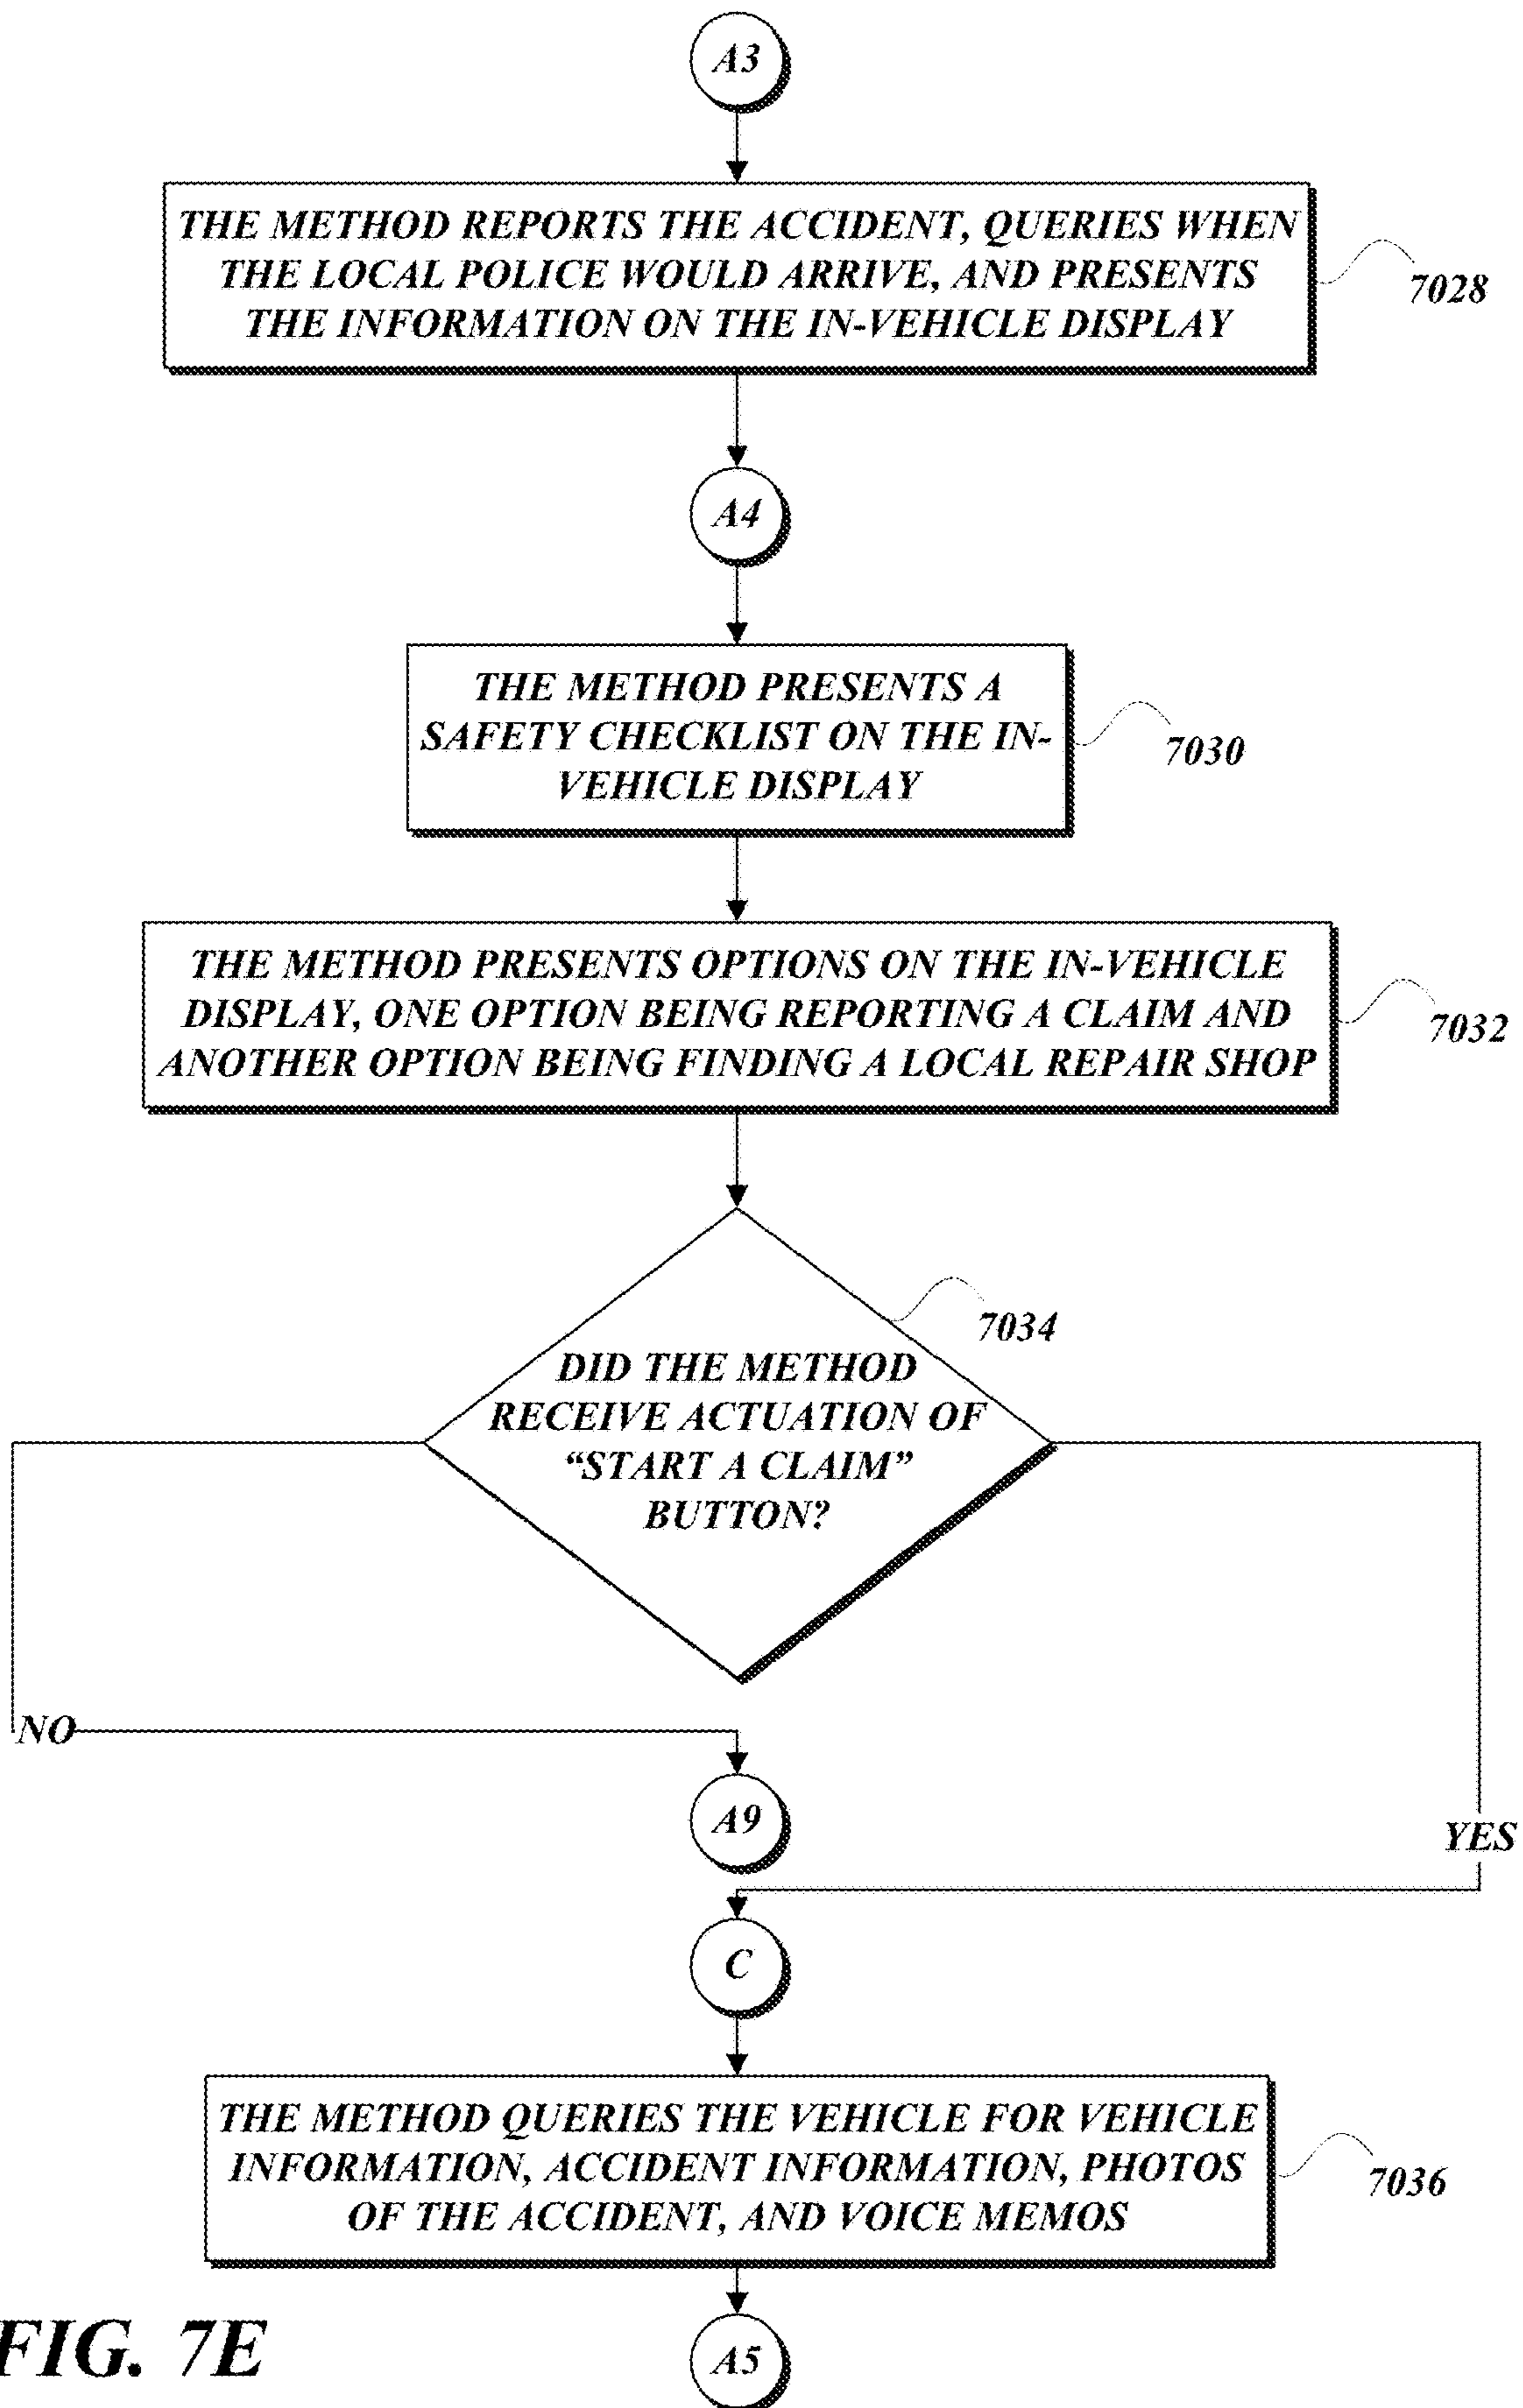 A3
THE METHOD REPORTS THE ACCIDENT, QUERIES WHEN
THE LOCAL POLICE WOULD ARRIVE, AND PRESENTS
THE INFORMATION ON THE IN-VEHICLE DISPLAY
7028
A4
THE METHOD PRESENTS A
SAFETY CHECKLIST ON THE IN-
VEHICLE DISPLAY
7030
THE METHOD PRESENTS OPTIONS ON THE IN-VEHICLE
DISPLAY, ONE OPTION BEING REPORTING A CLAIM AND
ANOTHER OPTION BEING FINDING A LOCAL REPAIR SHOP
7032
7034
DID THE METHOD
RECEIVE ACTUATION OF
“START A CLAIM”
BUTTON?
NO
A9
YES
C
THE METHOD QUERIES THE VEHICLE FOR VEHICLE
INFORMATION, ACCIDENT INFORMATION, PHOTOS
OF THE ACCIDENT, AND VOICE MEMOS
7036
FIG. 7E
A5